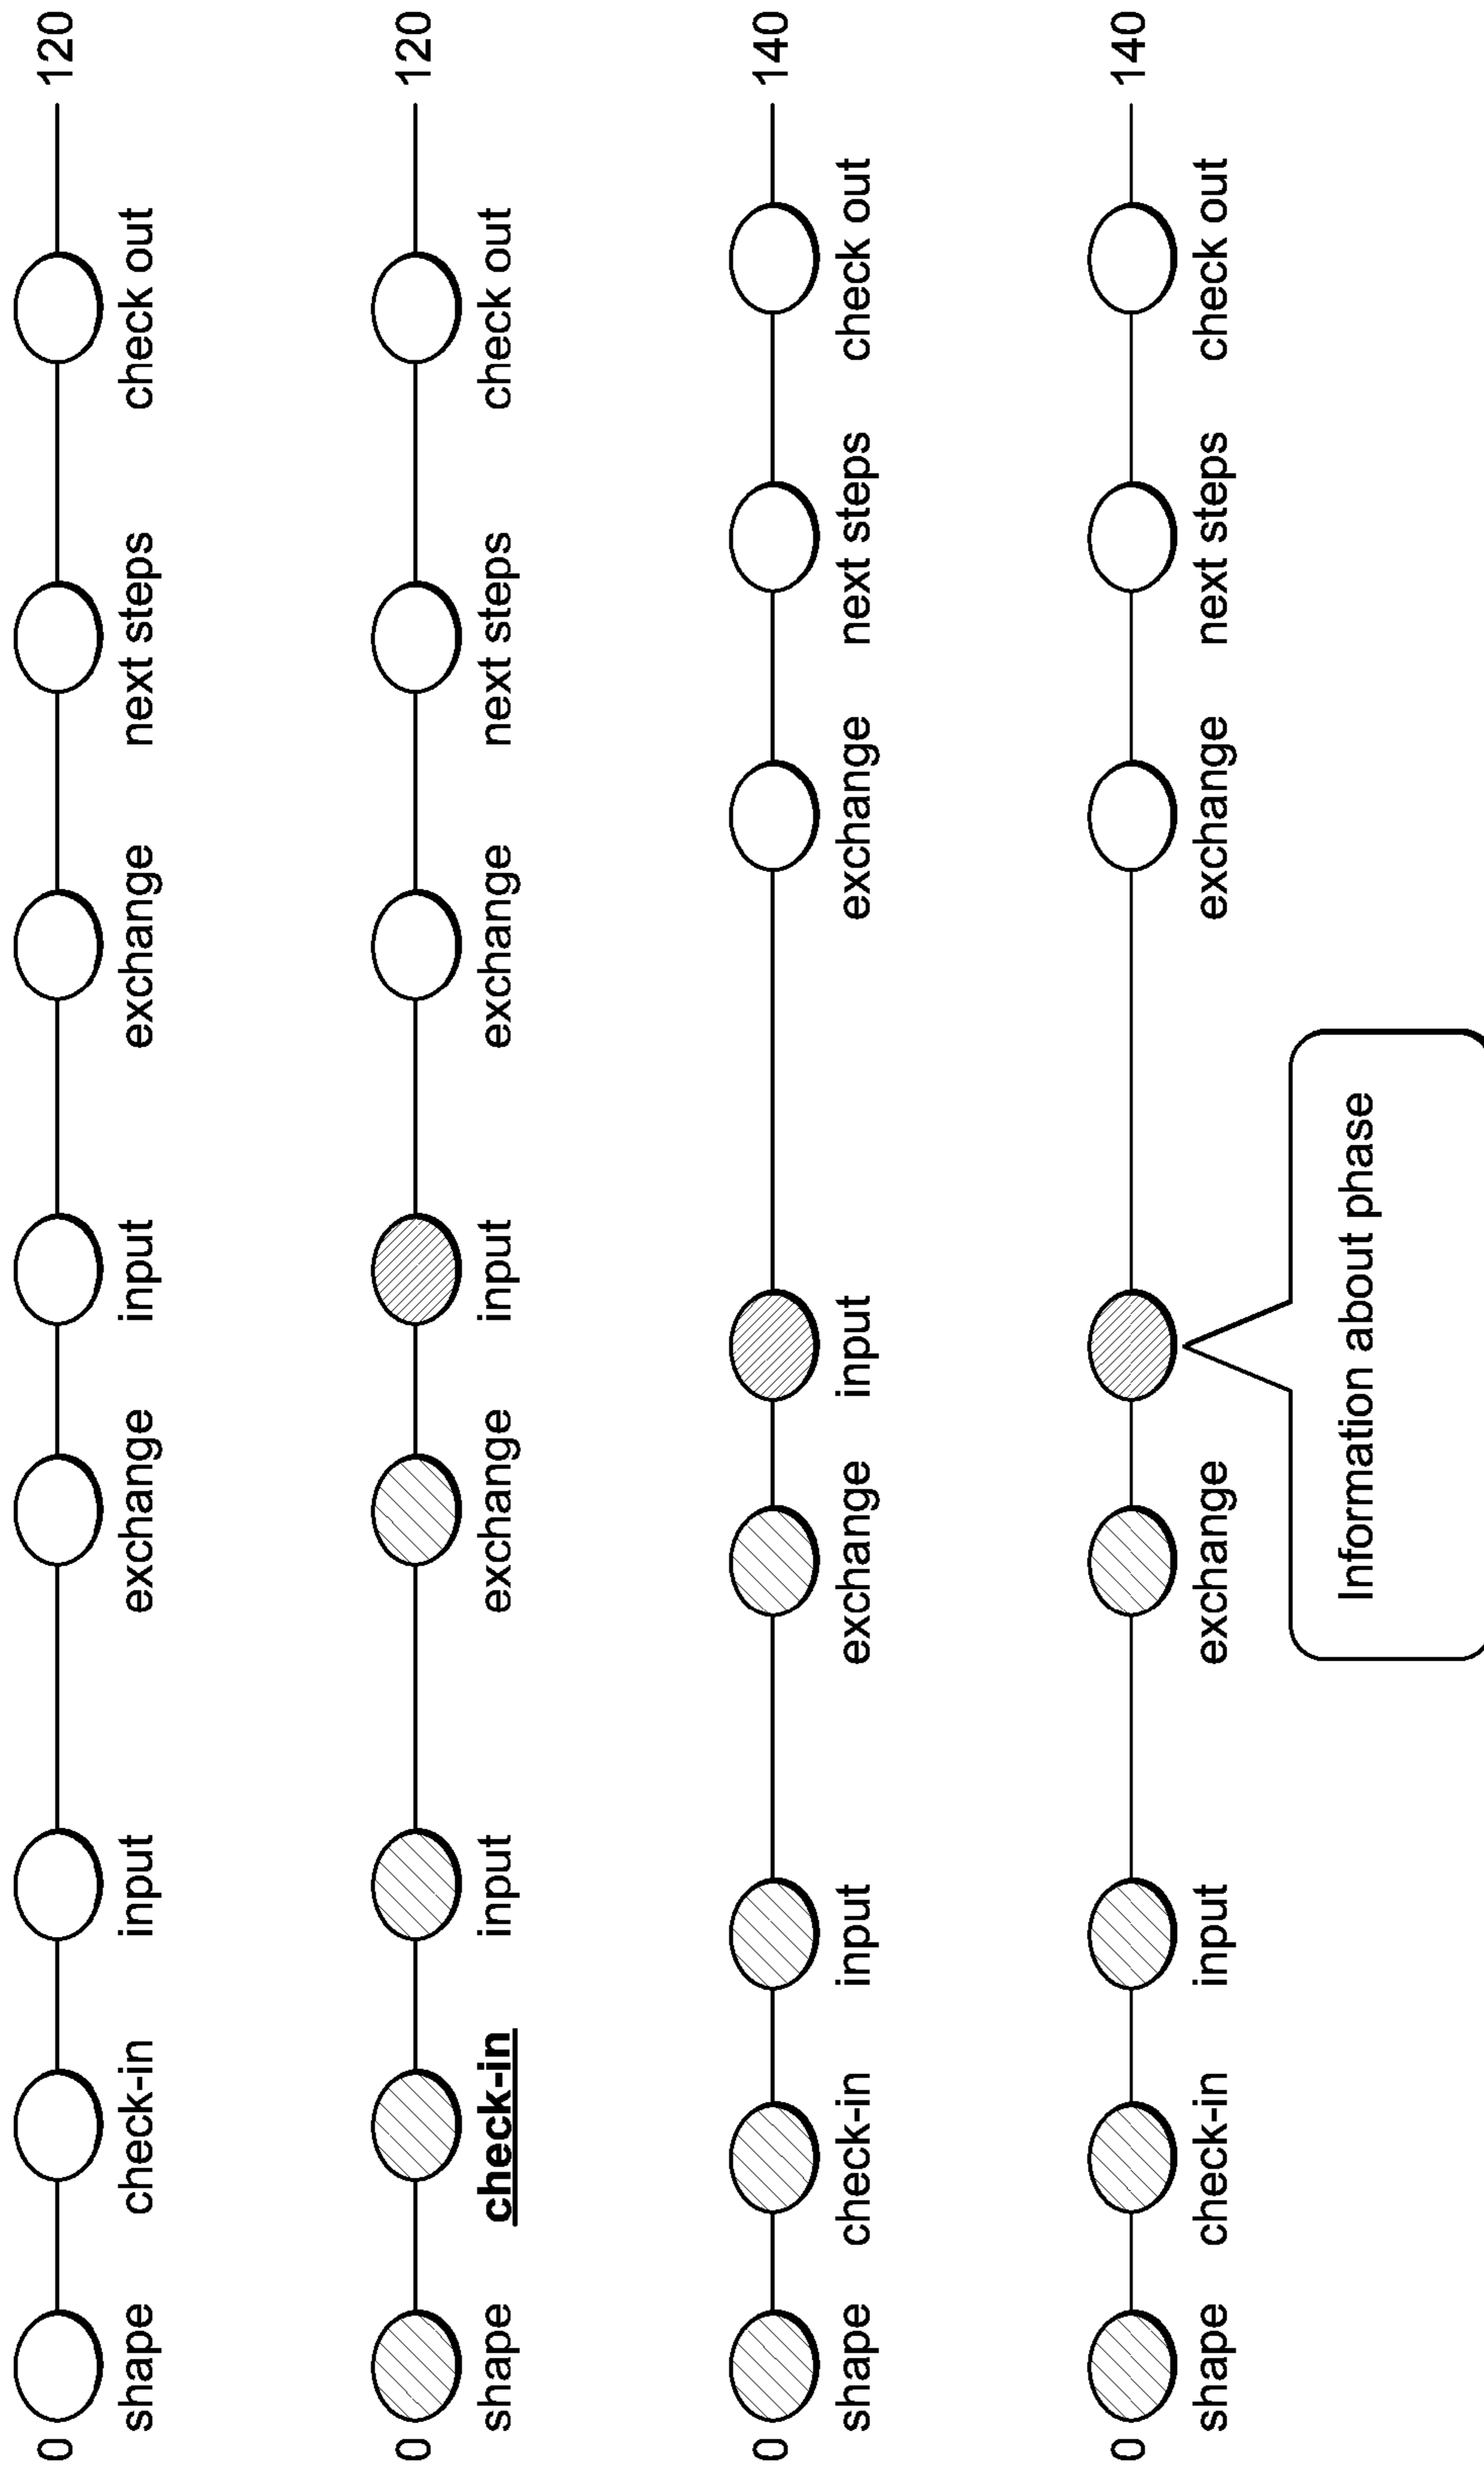 0 120
shape check-in input exchange input exchange next steps check out
0 120
shape check-in input exchange input exchange next steps check out
0 140
shape check-in input exchange input exchange next steps check out
0 140
shape check-in input exchange exchange next steps check out
Information about phase